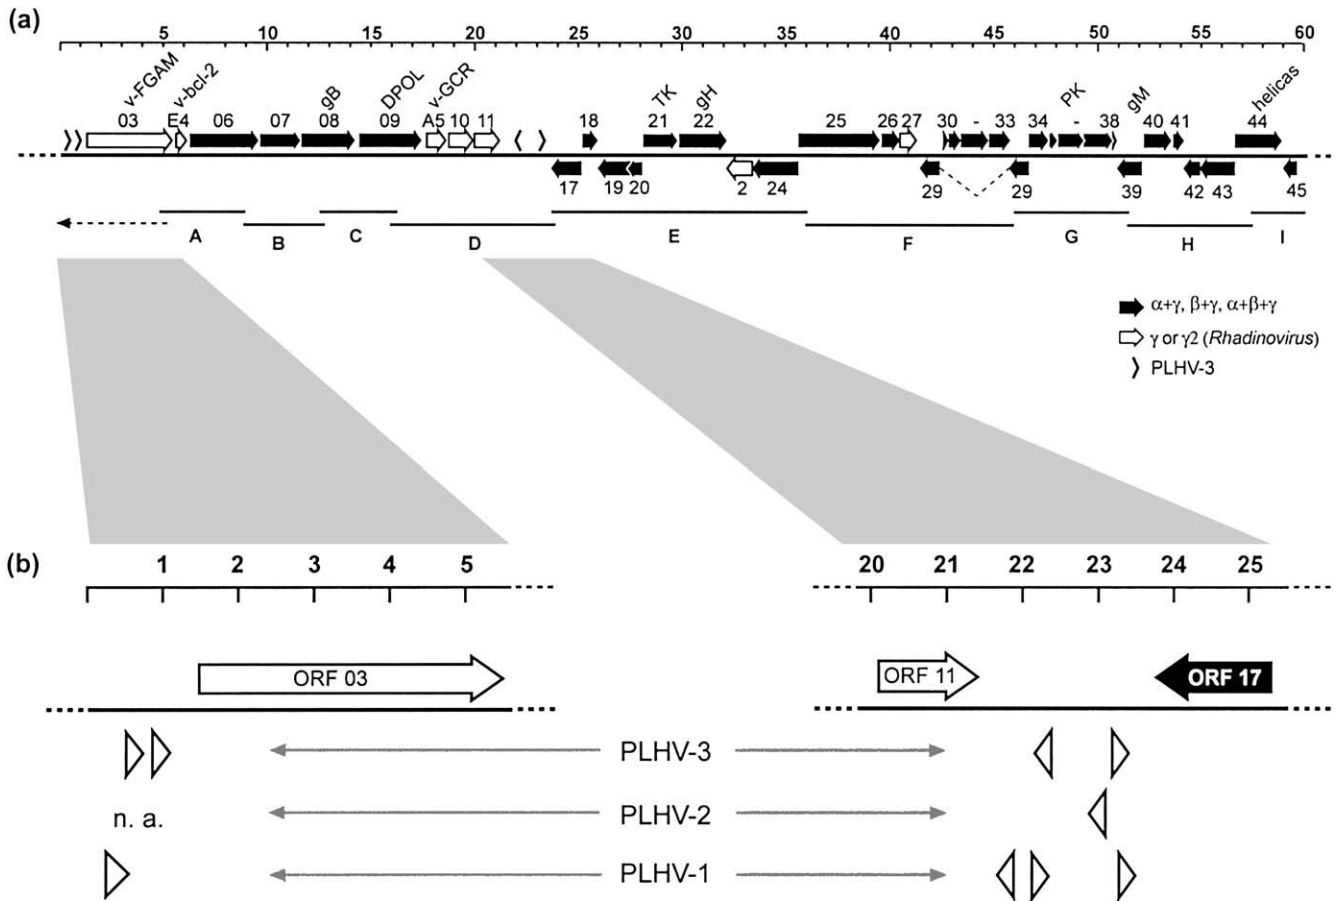 (a)
5 10 15 20 25 30 35 40 45 50 55 60
v-FGAM v-bcl-2 gB DPOL v-GCR TK gH PK gM helicas
03 E4 06 07 08 09 A5 10 11 18 21 22 25 26 27 30 - 33 34 - 38 40 41 44
17 19 20 2 24 29 29 39 42 43 45
A B C D E F G H I
α+γ, β+γ, α+β+γ
γ or γ2 (Rhadinovirus)
PLHV-3
(b)
1 2 3 4 5 20 21 22 23 24 25
ORF 03 ORF 11 ORF 17
PLHV-3
n. a. PLHV-2
PLHV-1